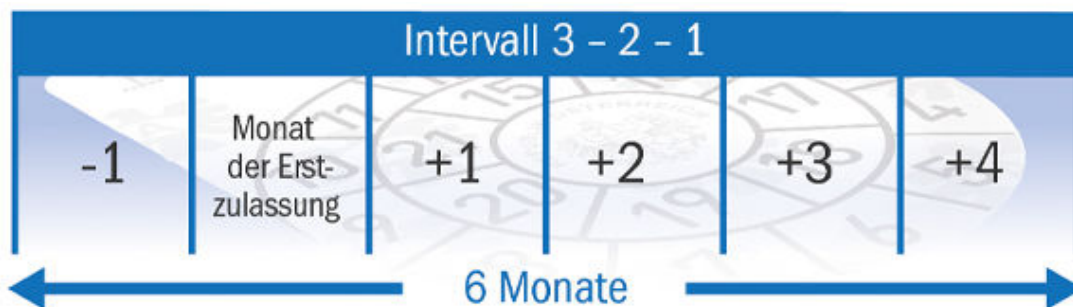 Intervall 3 – 2 – 1
-1
Monat
der Erst-
zulassung
+1
+2
+3
+4
6 Monate